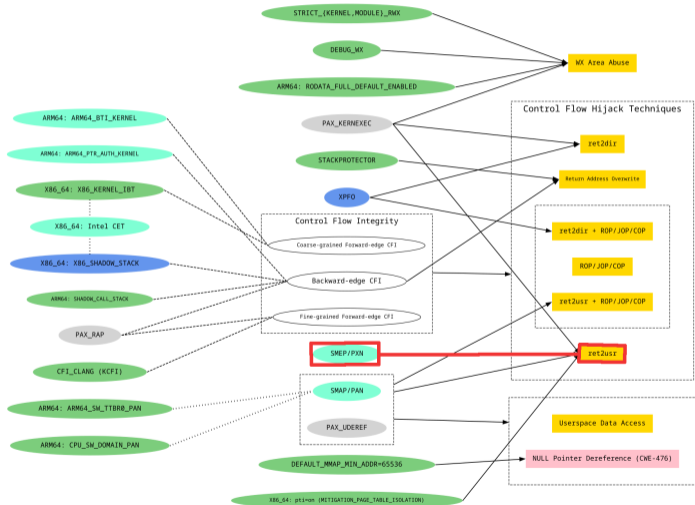 STRICT_{KERNEL,MODULE}_RWX
DEBUG_WX
WX Area Abuse
ARM64: RODATA_FULL_DEFAULT_ENABLED
Control Flow Hijack Techniques
ARM64: ARM64_BTI_KERNEL
PAX_KERNEXEC
ret2dir
ARM64: ARM64_PTR_AUTH_KERNEL
STACKPROTECTOR
Return Address Overwrite
X86_64: X86_KERNEL_IBT
XPFO
Control Flow Integrity
X86_64: Intel CET
ret2dir + ROP/JOP/COP
Coarse-grained Forward-edge CFI
X86_64: X86_SHADOW_STACK
ROP/JOP/COP
Backward-edge CFI
ARM64: SHADOW_CALL_STACK
ret2usr + ROP/JOP/COP
Fine-grained Forward-edge CFI
PAX_RAP
SMEP/PXN
ret2usr
CFI_CLANG (KCFI)
SMAP/PAN
ARM64: ARM64_SW_TTBR0_PAN
PAX_UDEREF
Userspace Data Access
ARM64: CPU_SW_DOMAIN_PAN
DEFAULT_MMAP_MIN_ADDR=65536
NULL Pointer Dereference (CWE-476)
X86_64: pti=on (MITIGATION_PAGE_TABLE_ISOLATION)